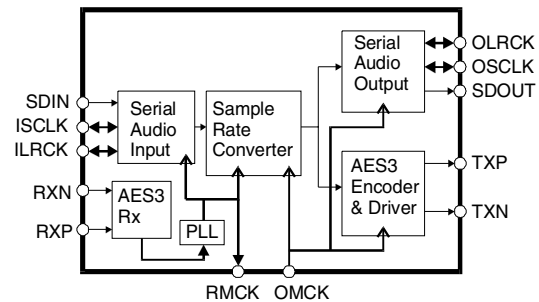 SDIN
ISCLK
ILRCK
RXN
RXP
Serial
Audio
Input
AES3
Rx
PLL
Sample
Rate
Converter
Serial
Audio
Output
AES3
Encoder
& Driver
OLRCK
OSCLK
SDOUT
TXP
TXN
RMCK
OMCK